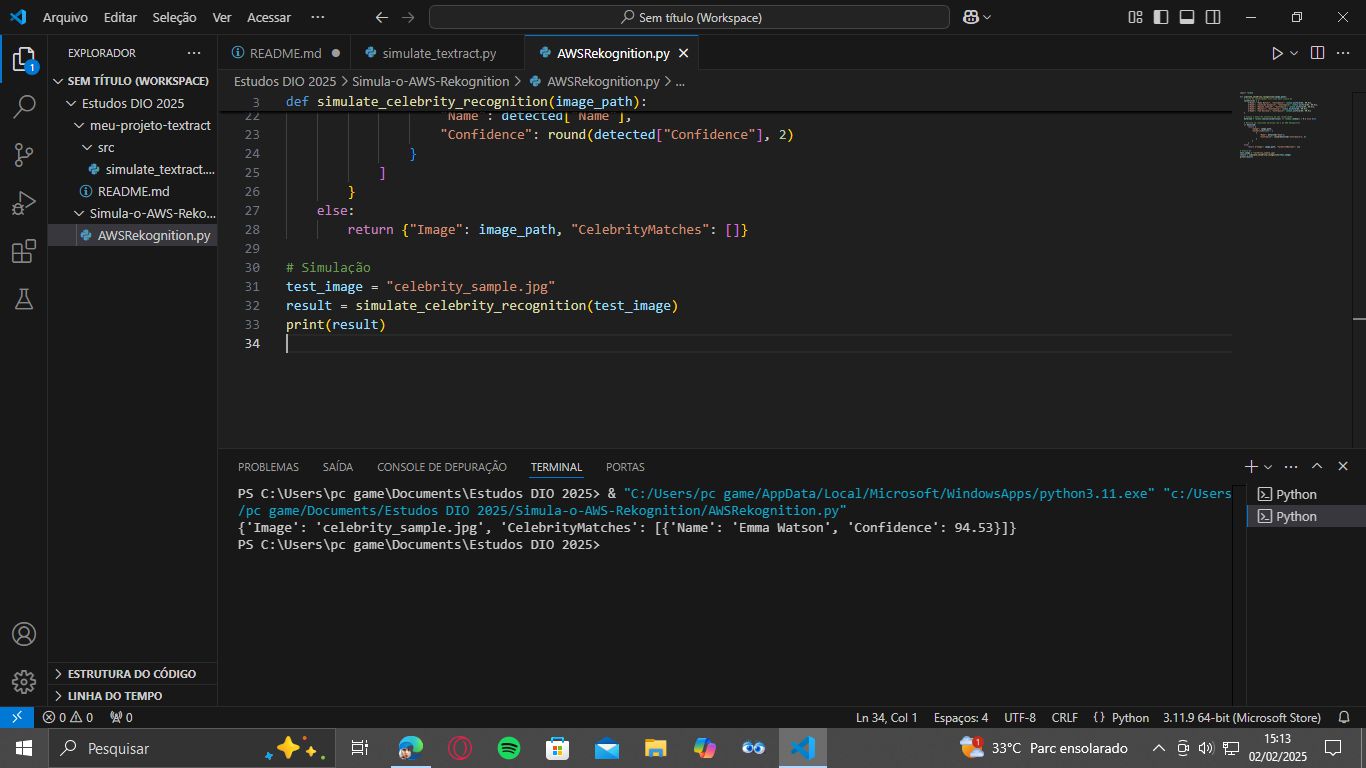 Arquivo Editar Seleção Ver Acessar ··· Sem título (Workspace)
EXPLORADOR ···
README.md simulate_textract.py AWSRekognition.py
SEM TÍTULO (WORKSPACE)
Estudos DIO 2025
meu-projeto-textract
src
simulate_textract....
README.md
Simula-o-AWS-Reko...
AWSRekognition.py
ESTRUTURA DO CÓDIGO
LINHA DO TEMPO
Estudos DIO 2025 > Simula-o-AWS-Rekognition > AWSRekognition.py > ...
3 def simulate_celebrity_recognition(image_path):
22 "Name": detected["Name"],
23 "Confidence": round(detected["Confidence"], 2)
24 }
25 ]
26 }
27 else:
28 return {"Image": image_path, "CelebrityMatches": []}
29
30 # Simulação
31 test_image = "celebrity_sample.jpg"
32 result = simulate_celebrity_recognition(test_image)
33 print(result)
34
PROBLEMAS SAÍDA CONSOLE DE DEPURAÇÃO TERMINAL PORTAS
PS C:\Users\pc game\Documents\Estudos DIO 2025> & "C:/Users/pc game/AppData/Local/Microsoft/WindowsApps/python3.11.exe" "c:/Users
/pc game/Documents/Estudos DIO 2025/Simula-o-AWS-Rekognition/AWSRekognition.py"
{'Image': 'celebrity_sample.jpg', 'CelebrityMatches': [{'Name': 'Emma Watson', 'Confidence': 94.53}]}
PS C:\Users\pc game\Documents\Estudos DIO 2025>
Python
Python
0 0 0 Ln 34, Col 1 Espaços: 4 UTF-8 CRLF {} Python 3.11.9 64-bit (Microsoft Store)
Pesquisar 33°C Parc ensolarado 15:13
02/02/2025